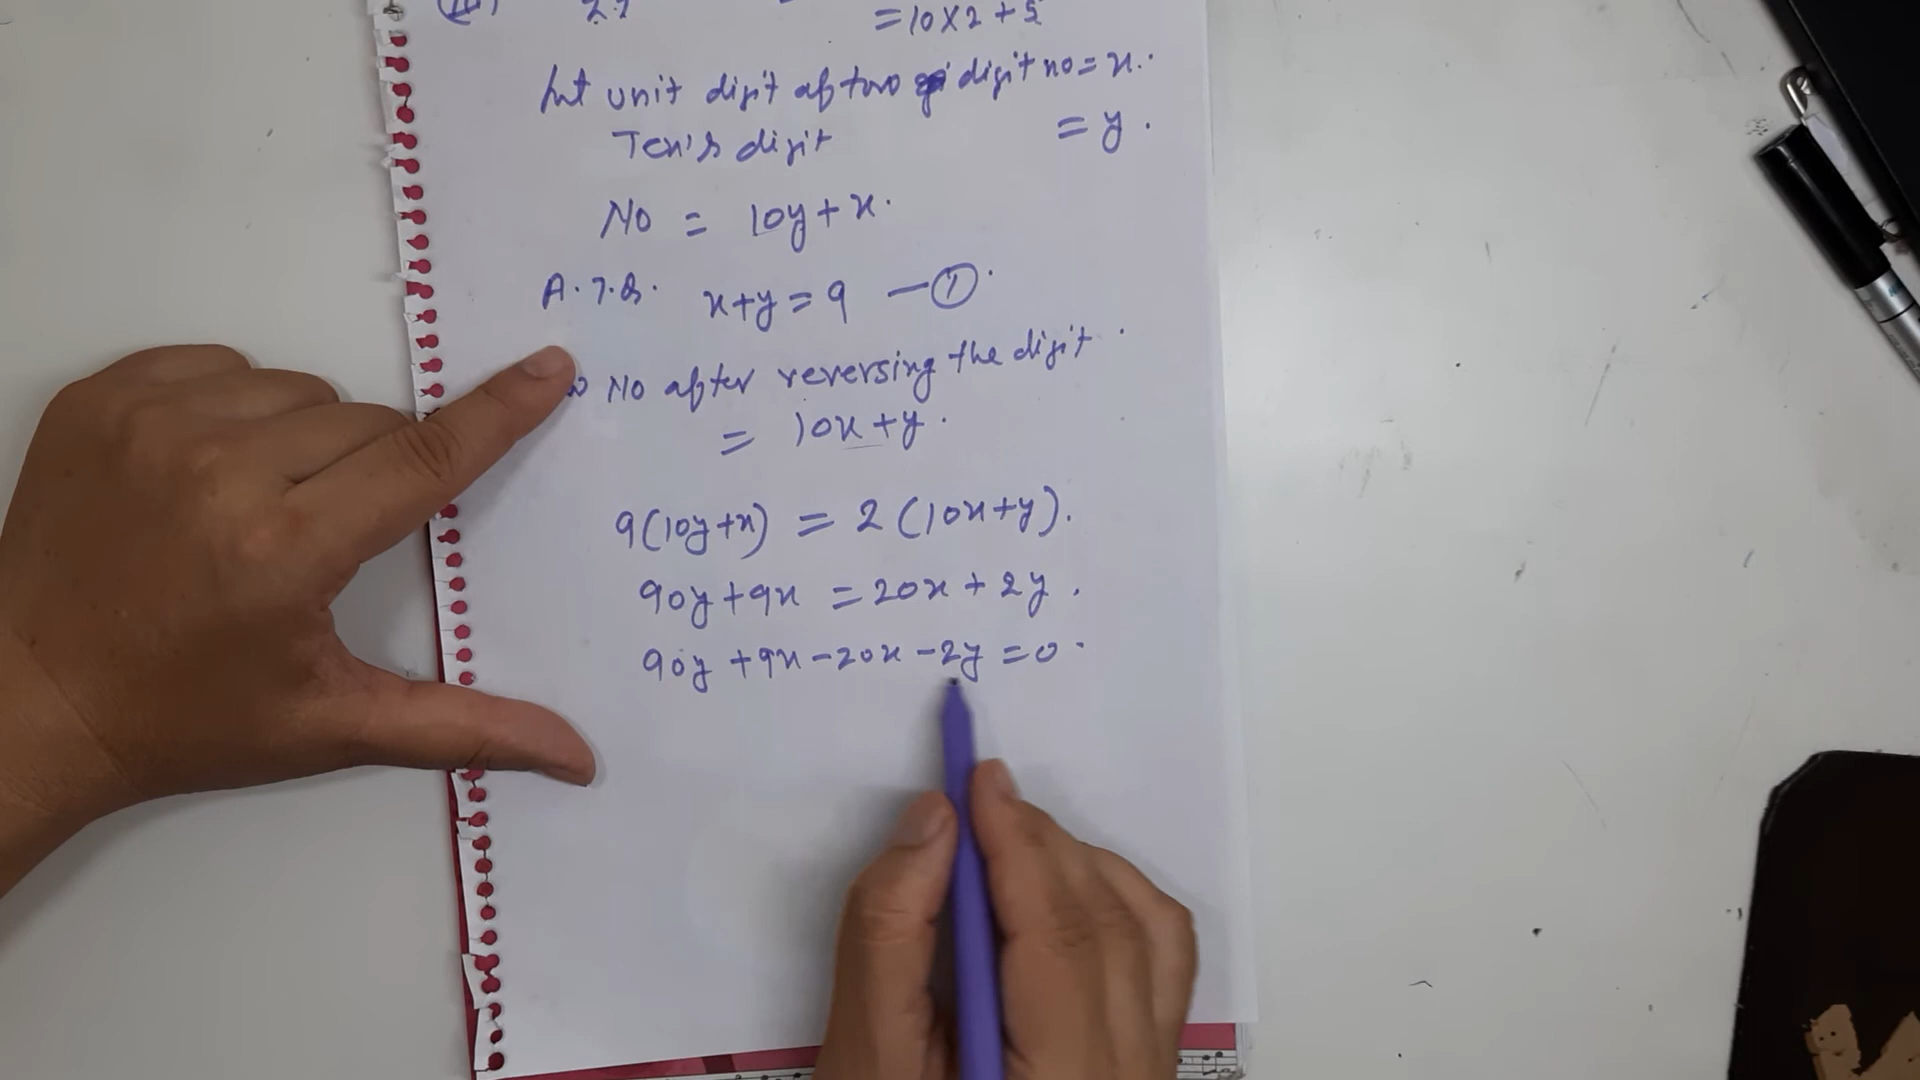 = 10 x 2 + 5
Let unit digit of two digit no = x.
Ten's digit = y.
No = 10y + x.
A.T.Q. x + y = 9 — ①
No after reversing the digit
= 10x + y.
9(10y + x) = 2(10x + y).
90y + 9x = 20x + 2y.
90y + 9x - 20x - 2y = 0.